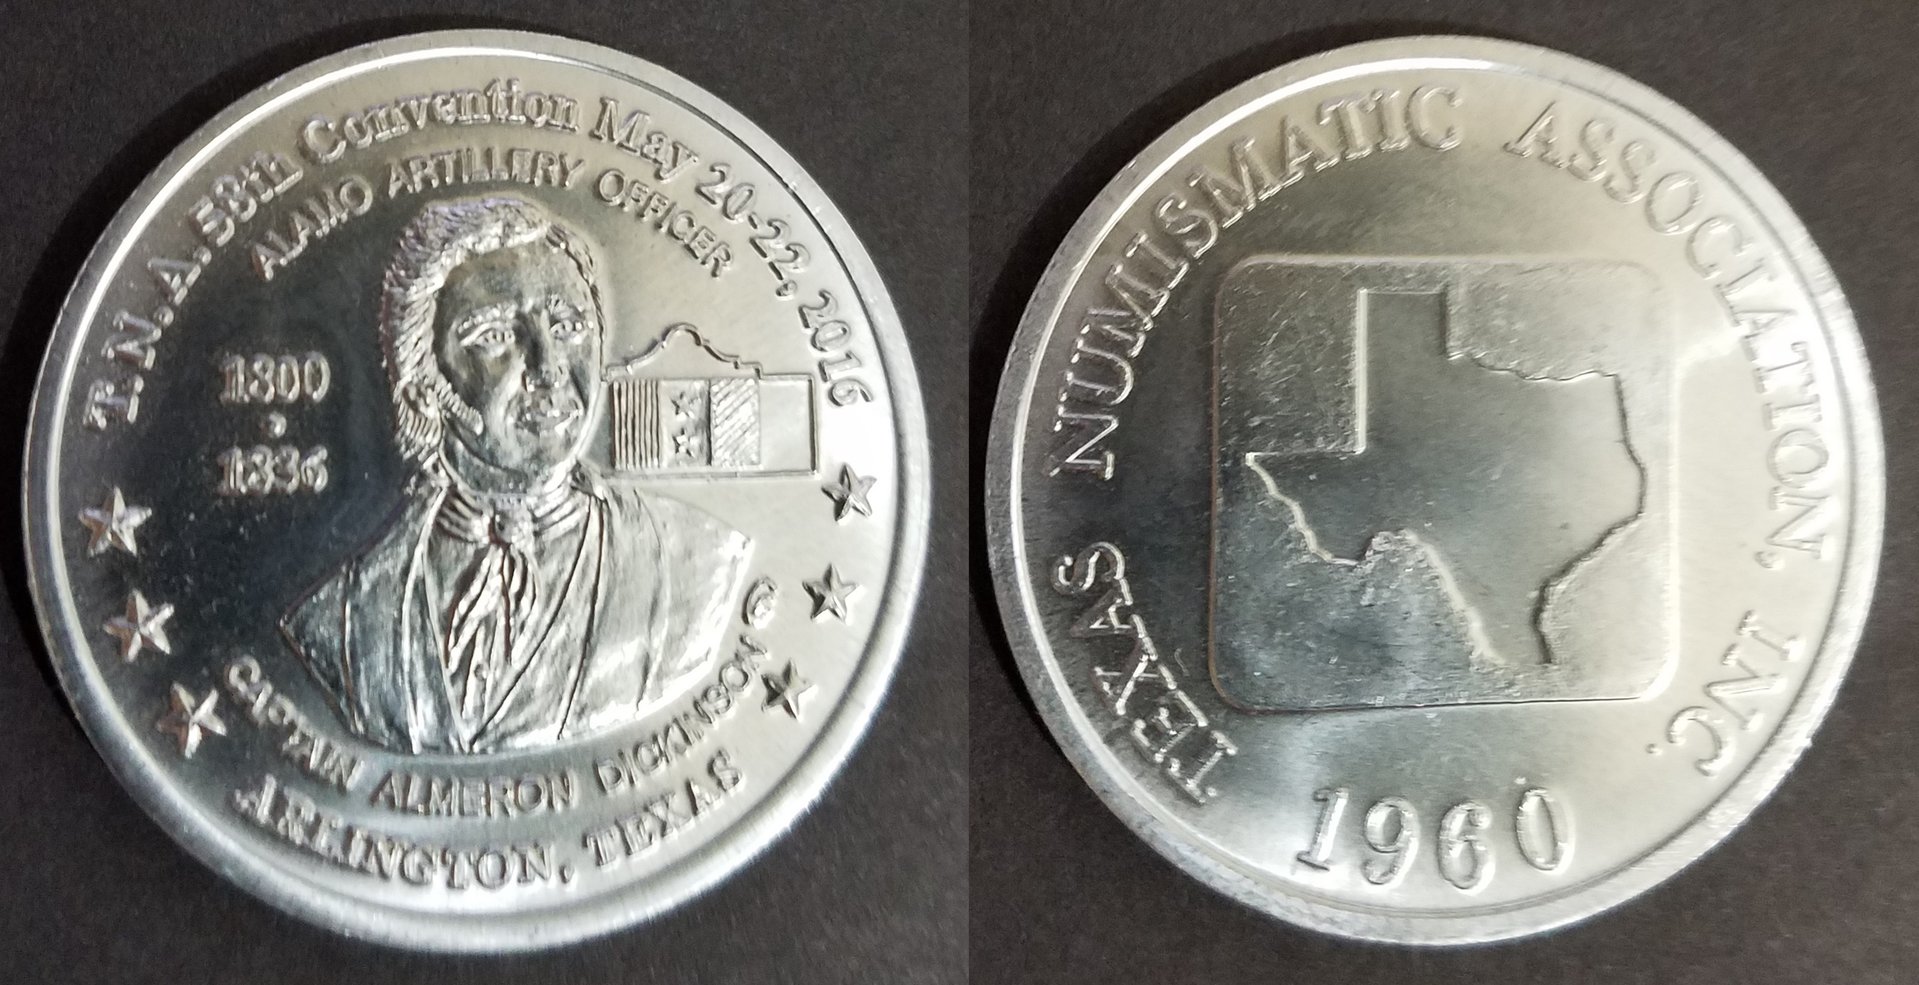 T.N.A. 58th Convention May 20-22, 2016
ALAMO ARTILLERY OFFICER
1800
1836
CAPTAIN ALMERON DICKINSON
ARLINGTON, TEXAS
TEXAS NUMISMATIC ASSOCIATION, INC.
1960